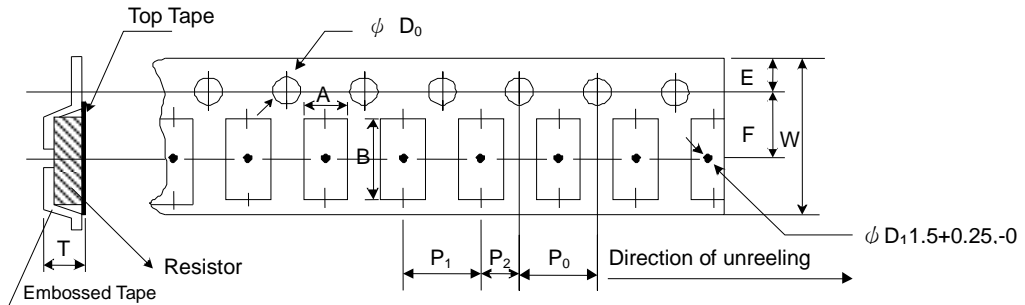 Top Tape
ϕ D₀
E
A
F
W
B
T
Resistor
P₁
P₂
P₀
Direction of unreeling
ϕ D₁1.5+0.25,-0
Embossed Tape